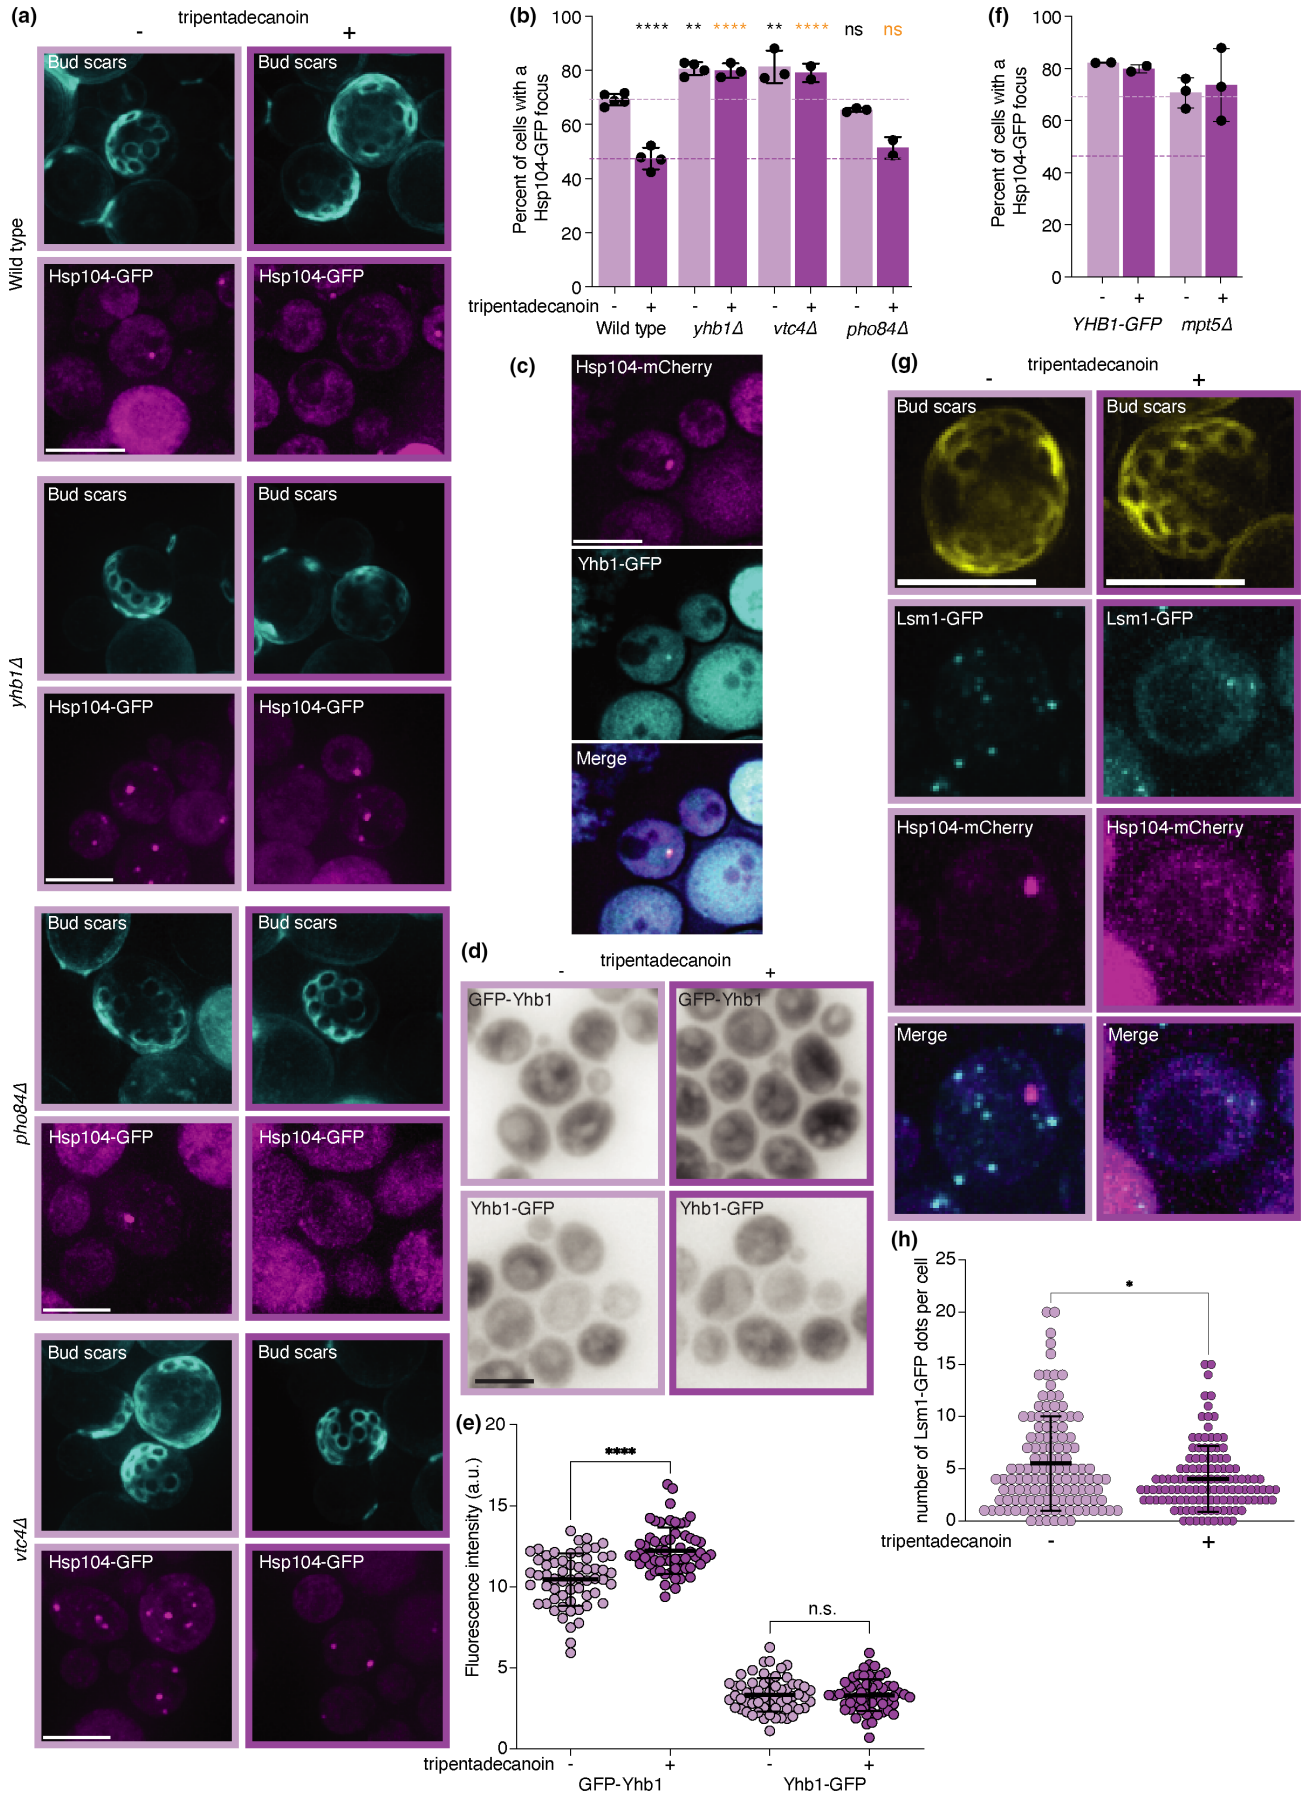 (a)
tripentadecanoin
- +
Wild type
Bud scars
Bud scars
Hsp104-GFP
Hsp104-GFP
yhb1Δ
Bud scars
Bud scars
Hsp104-GFP
Hsp104-GFP
pho84Δ
Bud scars
Bud scars
Hsp104-GFP
Hsp104-GFP
vtc4Δ
Bud scars
Bud scars
Hsp104-GFP
Hsp104-GFP
(b)
Percent of cells with a
Hsp104-GFP focus
100
80
60
40
20
0
**** ** **** ** **** ns ns
tripentadecanoin - + - + - + - +
Wild type yhb1Δ vtc4Δ pho84Δ
(c)
Hsp104-mCherry
Yhb1-GFP
Merge
(d)
tripentadecanoin
- +
GFP-Yhb1
GFP-Yhb1
Yhb1-GFP
Yhb1-GFP
(e)
Fluorescence intensity (a.u.)
20
15
10
5
0
****
n.s.
tripentadecanoin - + - +
GFP-Yhb1 Yhb1-GFP
(f)
Percent of cells with a
Hsp104-GFP focus
100
80
60
40
20
0
- + - +
YHB1-GFP mpt5Δ
(g)
tripentadecanoin
- +
Bud scars
Bud scars
Lsm1-GFP
Lsm1-GFP
Hsp104-mCherry
Hsp104-mCherry
Merge
Merge
(h)
number of Lsm1-GFP dots per cell
25
20
15
10
5
0
*
tripentadecanoin - +